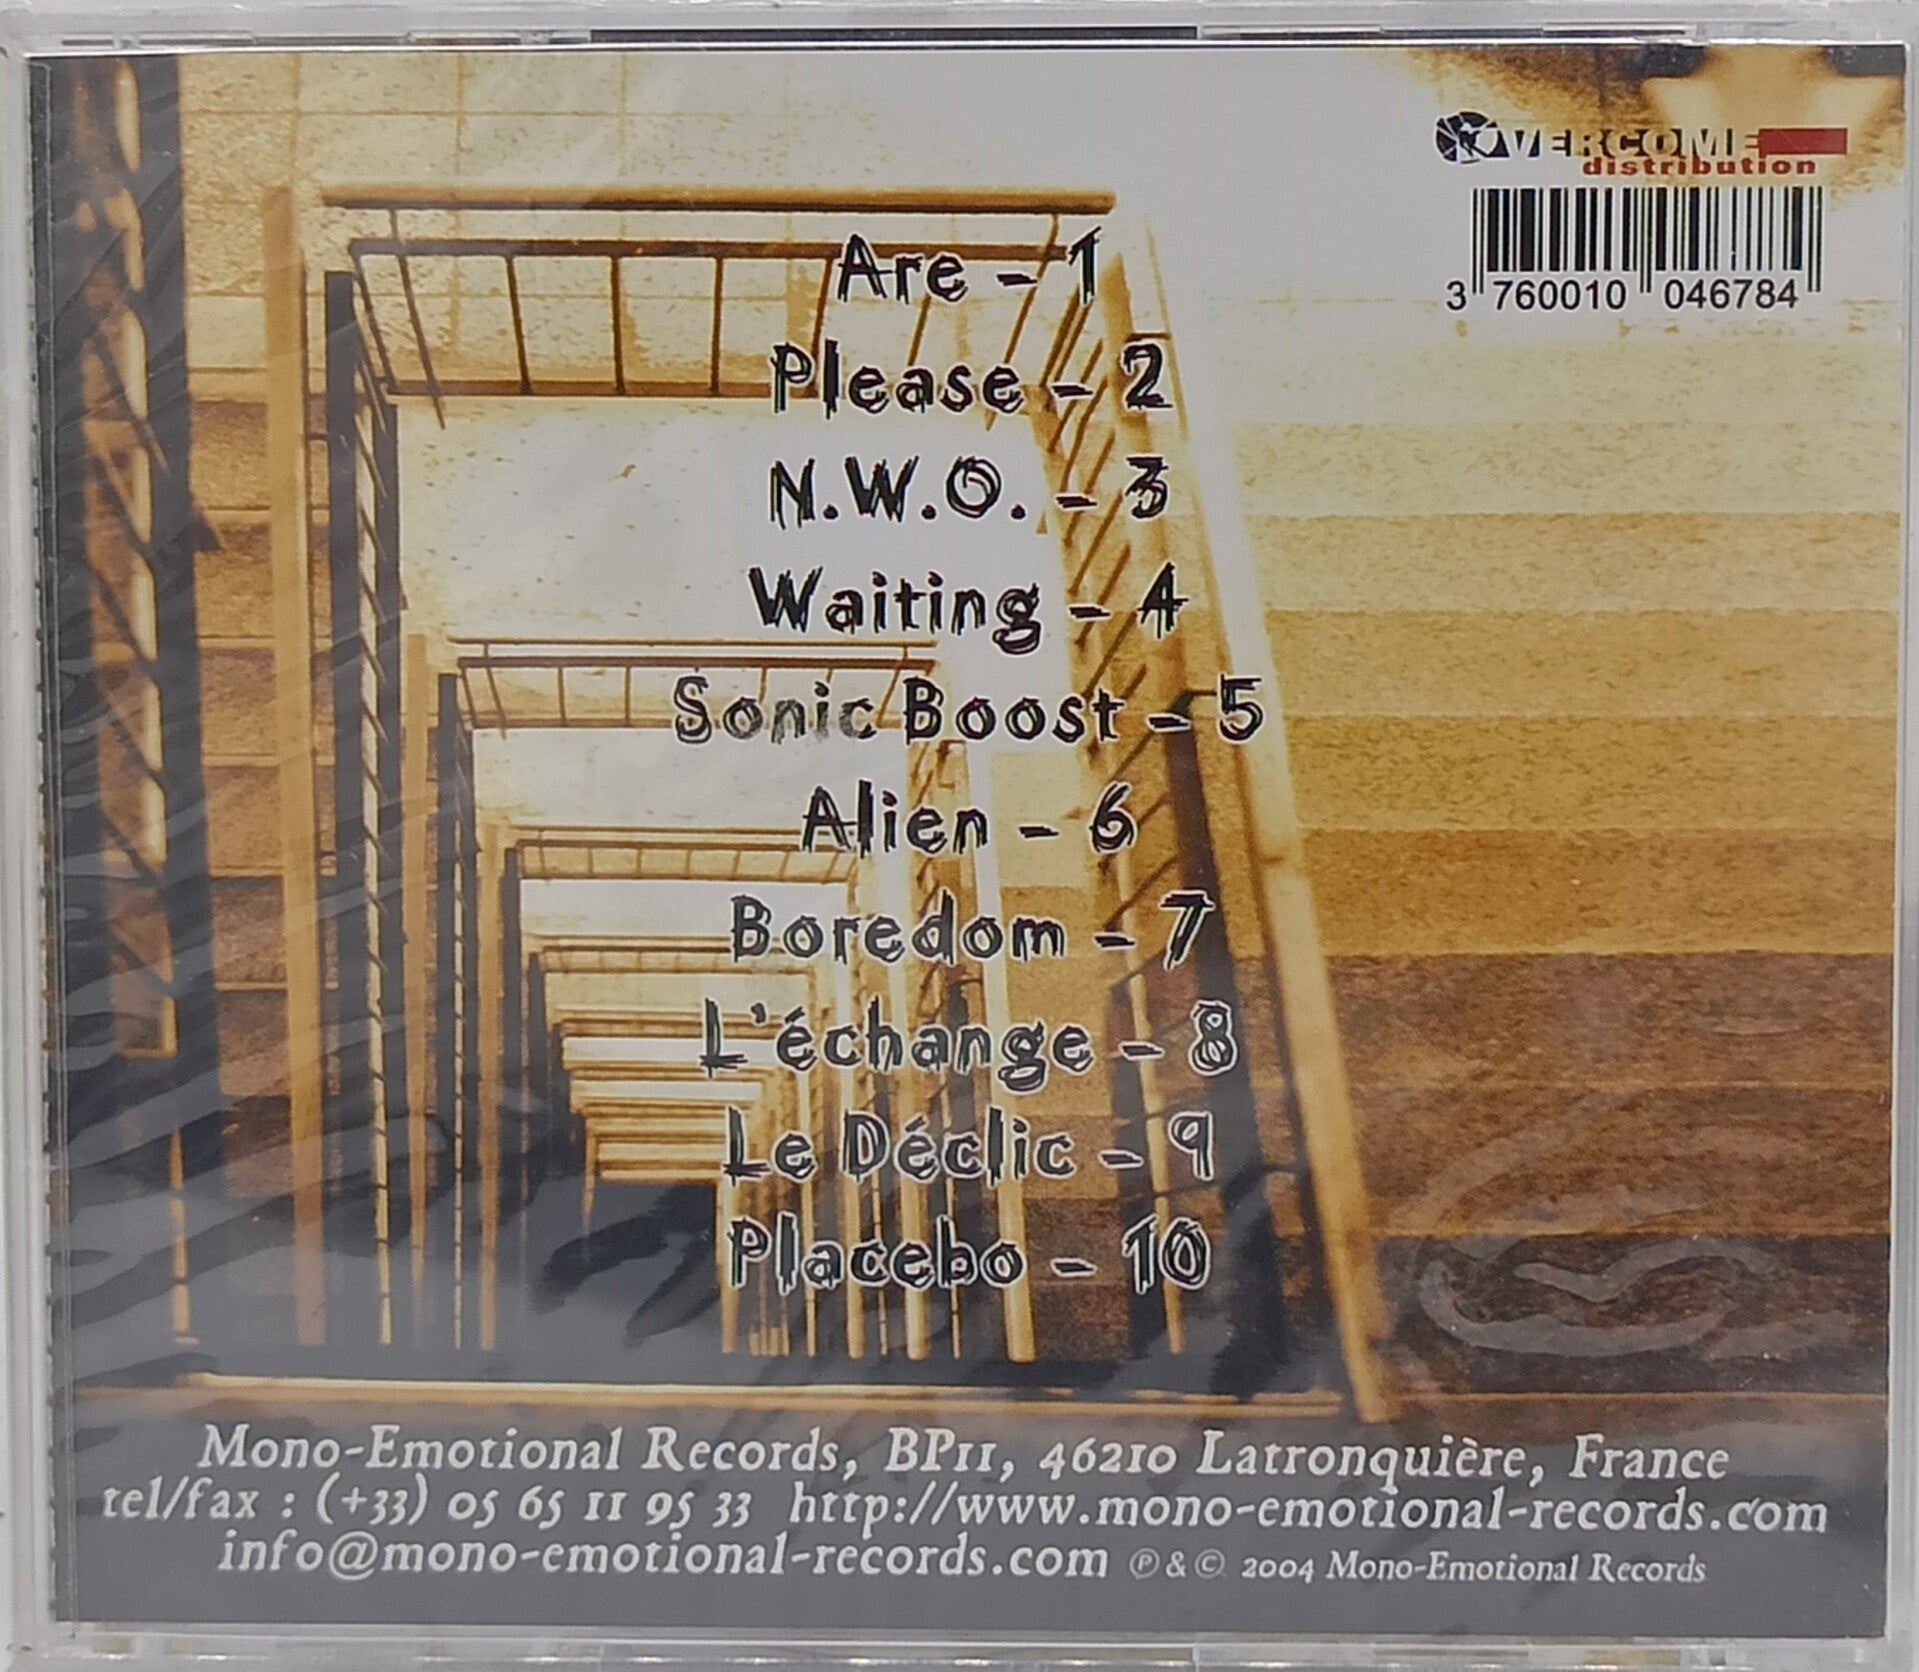 OVERCOME
distribution
3 760010 046784
Are - 1
Please - 2
N.W.O. - 3
Waiting - 4
Sonic Boost - 5
Alien - 6
Boredom - 7
L'échange - 8
Le Déclic - 9
Placebo - 10
Mono-Emotional Records, BP11, 46210 Latronquière, France
tel/fax : (+33) 05 65 11 95 33 http://www.mono-emotional-records.com
info@mono-emotional-records.com ℗ & © 2004 Mono-Emotional Records